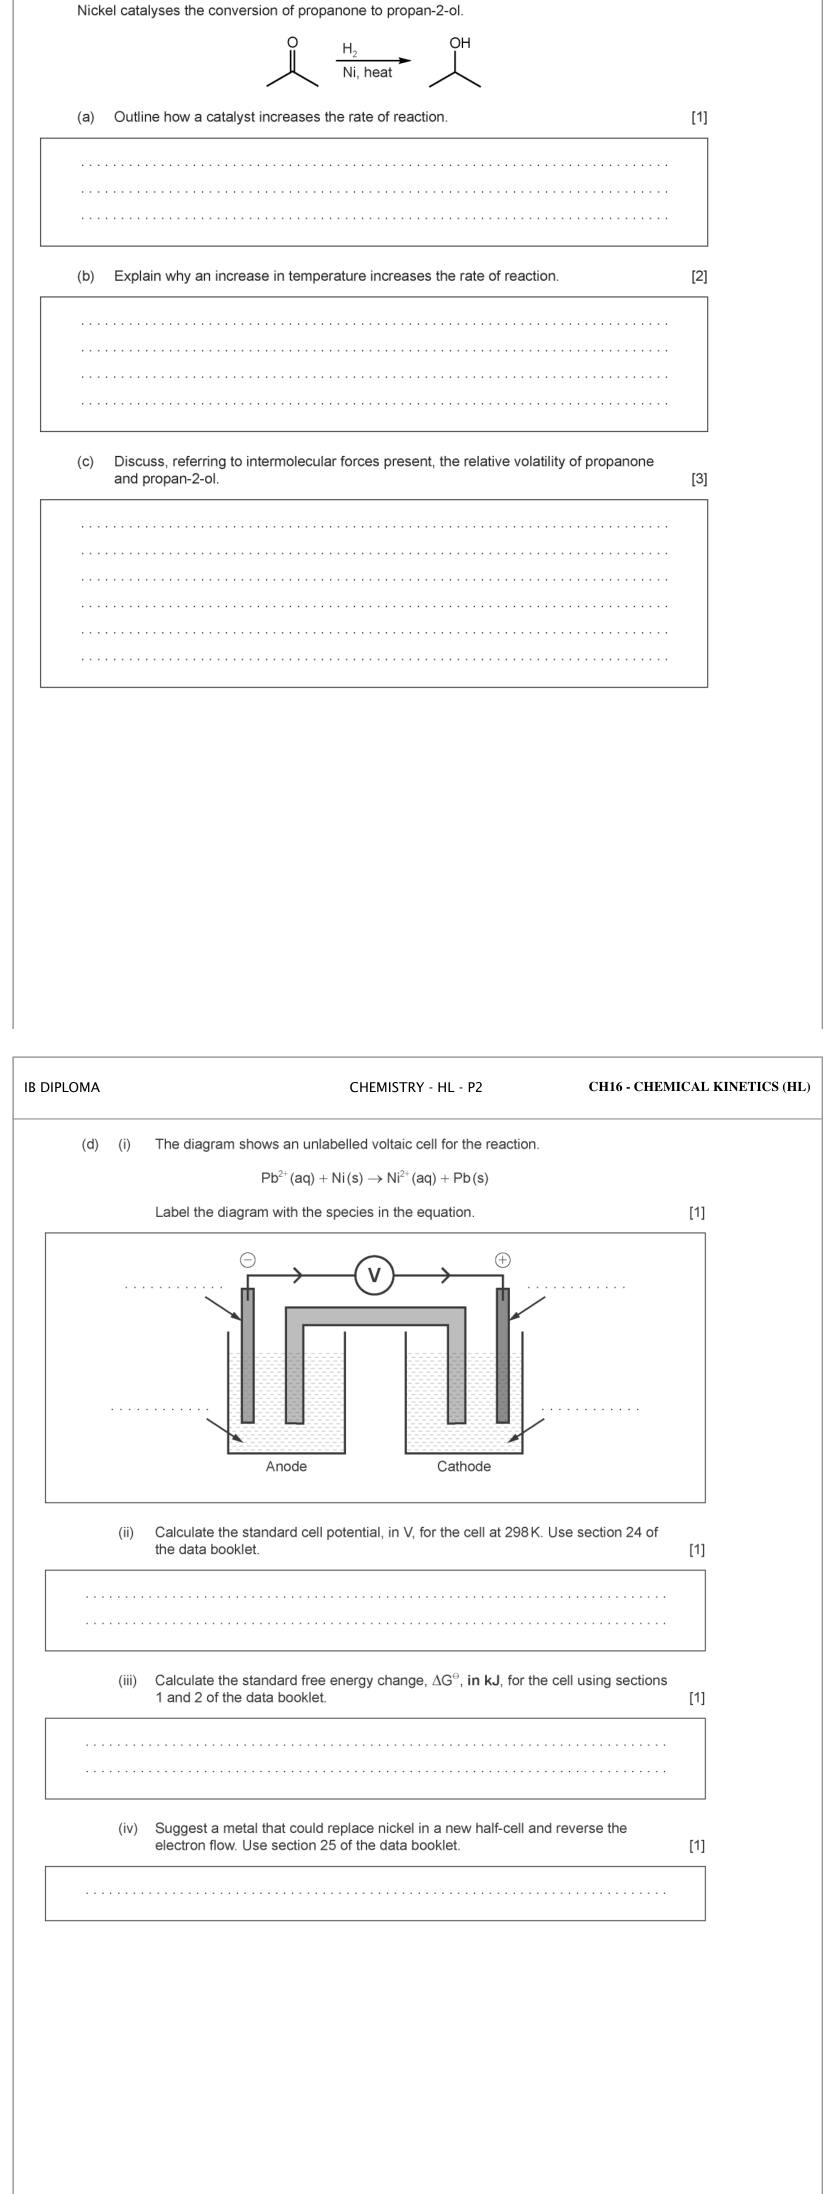 Nickel catalyses the conversion of propanone to propan-2-ol.
O
H₂
Ni, heat
OH
(a) Outline how a catalyst increases the rate of reaction. [1]
(b) Explain why an increase in temperature increases the rate of reaction. [2]
(c) Discuss, referring to intermolecular forces present, the relative volatility of propanone
and propan-2-ol. [3]
IB DIPLOMA CHEMISTRY - HL - P2 CH16 - CHEMICAL KINETICS (HL)
(d) (i) The diagram shows an unlabelled voltaic cell for the reaction.
Pb²⁺(aq) + Ni(s) → Ni²⁺(aq) + Pb(s)
Label the diagram with the species in the equation. [1]
− +
V
Anode Cathode
(ii) Calculate the standard cell potential, in V, for the cell at 298K. Use section 24 of
the data booklet. [1]
(iii) Calculate the standard free energy change, ΔG⊖, in kJ, for the cell using sections
1 and 2 of the data booklet. [1]
(iv) Suggest a metal that could replace nickel in a new half-cell and reverse the
electron flow. Use section 25 of the data booklet. [1]